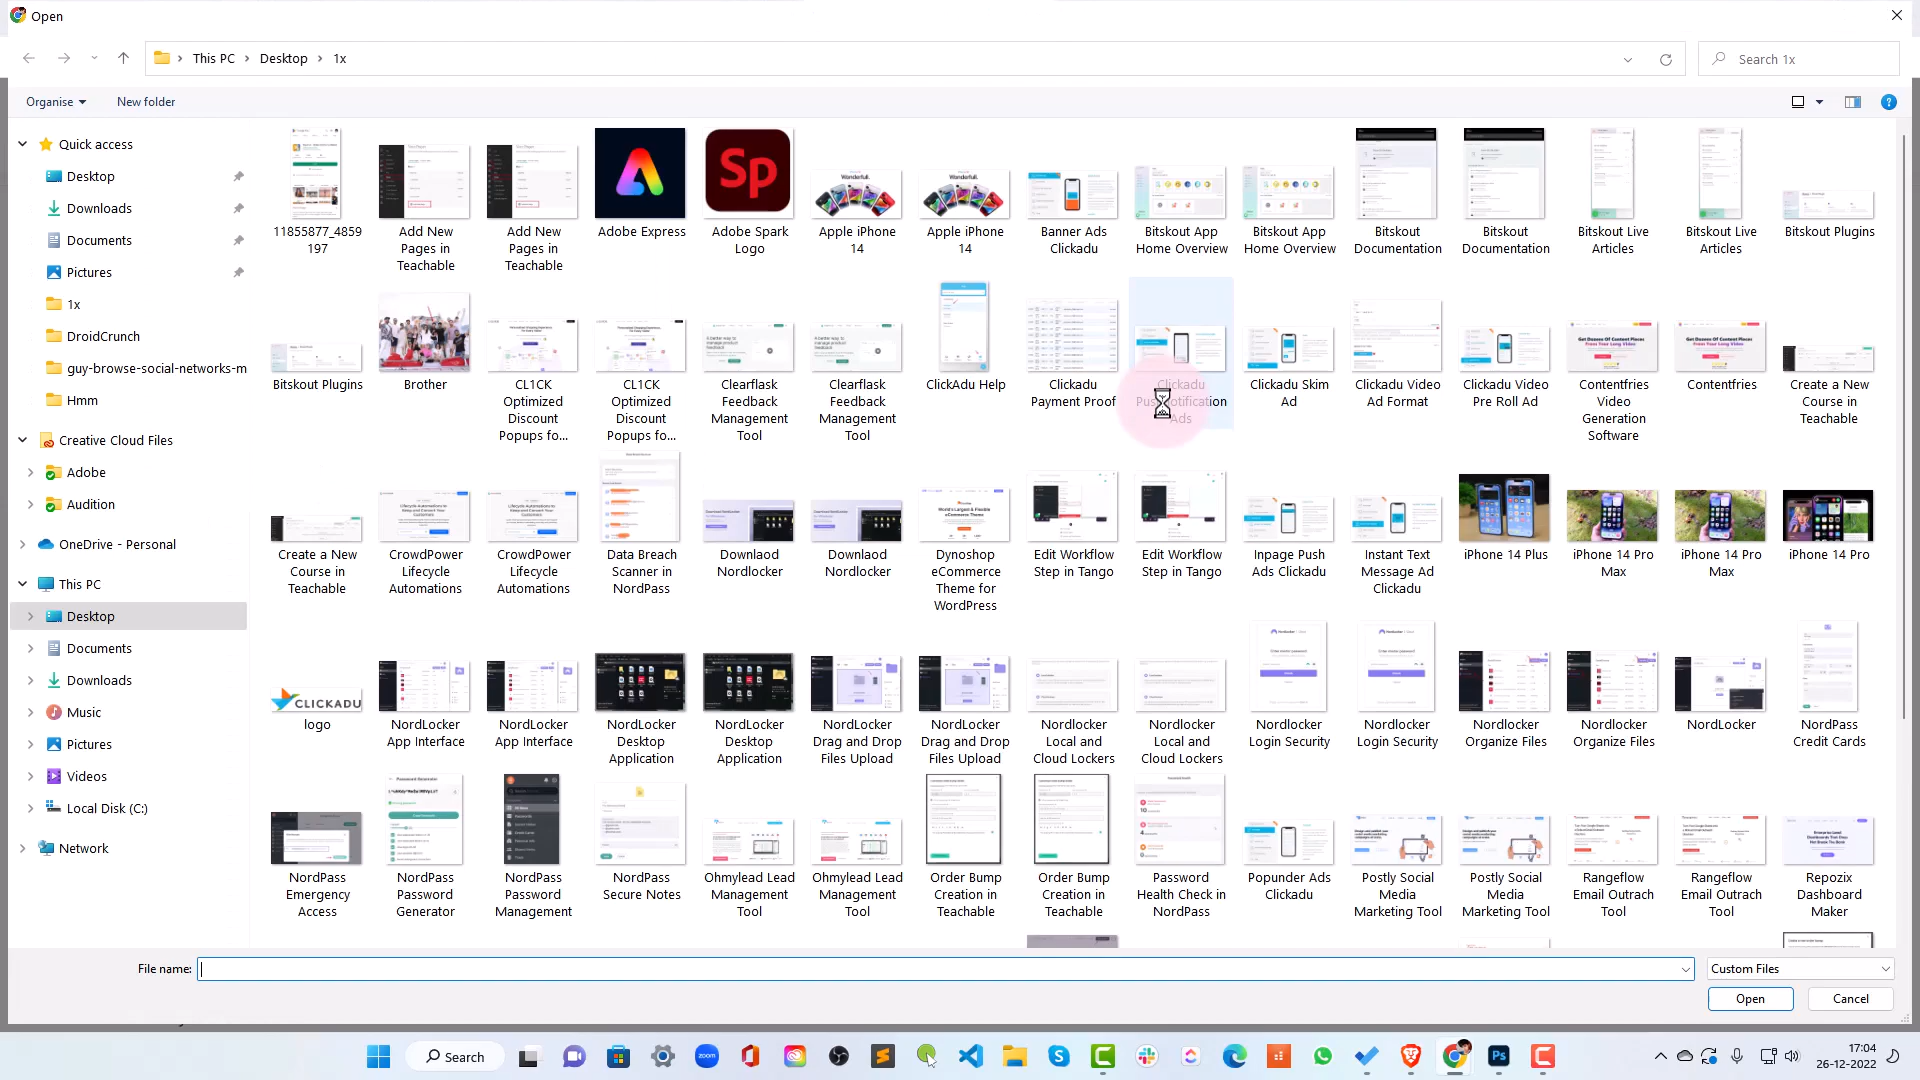 Open
This PC
Desktop
1x
Search 1x
Organise
New folder
Quick access
Desktop
Downloads
Documents
Pictures
1x
DroidCrunch
guy-browse-social-networks-m
Hmm
Creative Cloud Files
Adobe
Audition
OneDrive - Personal
This PC
Desktop
Documents
Downloads
Music
Pictures
Videos
Local Disk (C:)
Network
11855877_4859
197
Add New
Pages in
Teachable
Add New
Pages in
Teachable
Adobe Express
Sp
Adobe Spark
Logo
Wonderfull.
Apple iPhone
14
Wonderfull.
Apple iPhone
14
Banner Ads
Clickadu
Bitskout App
Home Overview
Bitskout App
Home Overview
Bitskout
Documentation
Bitskout
Documentation
Bitskout Live
Articles
Bitskout Live
Articles
Bitskout Plugins
Bitskout Plugins
Brother
CL1CK
Optimized
Discount
Popups fo...
CL1CK
Optimized
Discount
Popups fo...
Clearflask
Feedback
Management
Tool
Clearflask
Feedback
Management
Tool
ClickAdu Help
Clickadu
Payment Proof
Clickadu
Push Notification
Ads
Clickadu Skim
Ad
Clickadu Video
Ad Format
Clickadu Video
Pre Roll Ad
Contentfries
Video
Generation
Software
Contentfries
Create a New
Course in
Teachable
Create a New
Course in
Teachable
CrowdPower
Lifecycle
Automations
CrowdPower
Lifecycle
Automations
Data Breach
Scanner in
NordPass
Downlaod
Nordlocker
Downlaod
Nordlocker
Dynoshop
eCommerce
Theme for
WordPress
Edit Workflow
Step in Tango
Edit Workflow
Step in Tango
Inpage Push
Ads Clickadu
Instant Text
Message Ad
Clickadu
iPhone 14 Plus
iPhone 14 Pro
Max
iPhone 14 Pro
Max
iPhone 14 Pro
CLICKADU
logo
NordLocker
App Interface
NordLocker
App Interface
NordLocker
Desktop
Application
NordLocker
Desktop
Application
NordLocker
Drag and Drop
Files Upload
NordLocker
Drag and Drop
Files Upload
Nordlocker
Local and
Cloud Lockers
Nordlocker
Local and
Cloud Lockers
Nordlocker
Login Security
Nordlocker
Login Security
Nordlocker
Organize Files
Nordlocker
Organize Files
NordLocker
NordPass
Credit Cards
NordPass
Emergency
Access
NordPass
Password
Generator
NordPass
Password
Management
NordPass
Secure Notes
Ohmylead Lead
Management
Tool
Ohmylead Lead
Management
Tool
Order Bump
Creation in
Teachable
Order Bump
Creation in
Teachable
Password
Health Check in
NordPass
Popunder Ads
Clickadu
Postly Social
Media
Marketing Tool
Postly Social
Media
Marketing Tool
Rangeflow
Email Outrach
Tool
Rangeflow
Email Outrach
Tool
Repozix
Dashboard
Maker
File name:
Custom Files
Open
Cancel
Search
zoom
Ps
17:04
26-12-2022